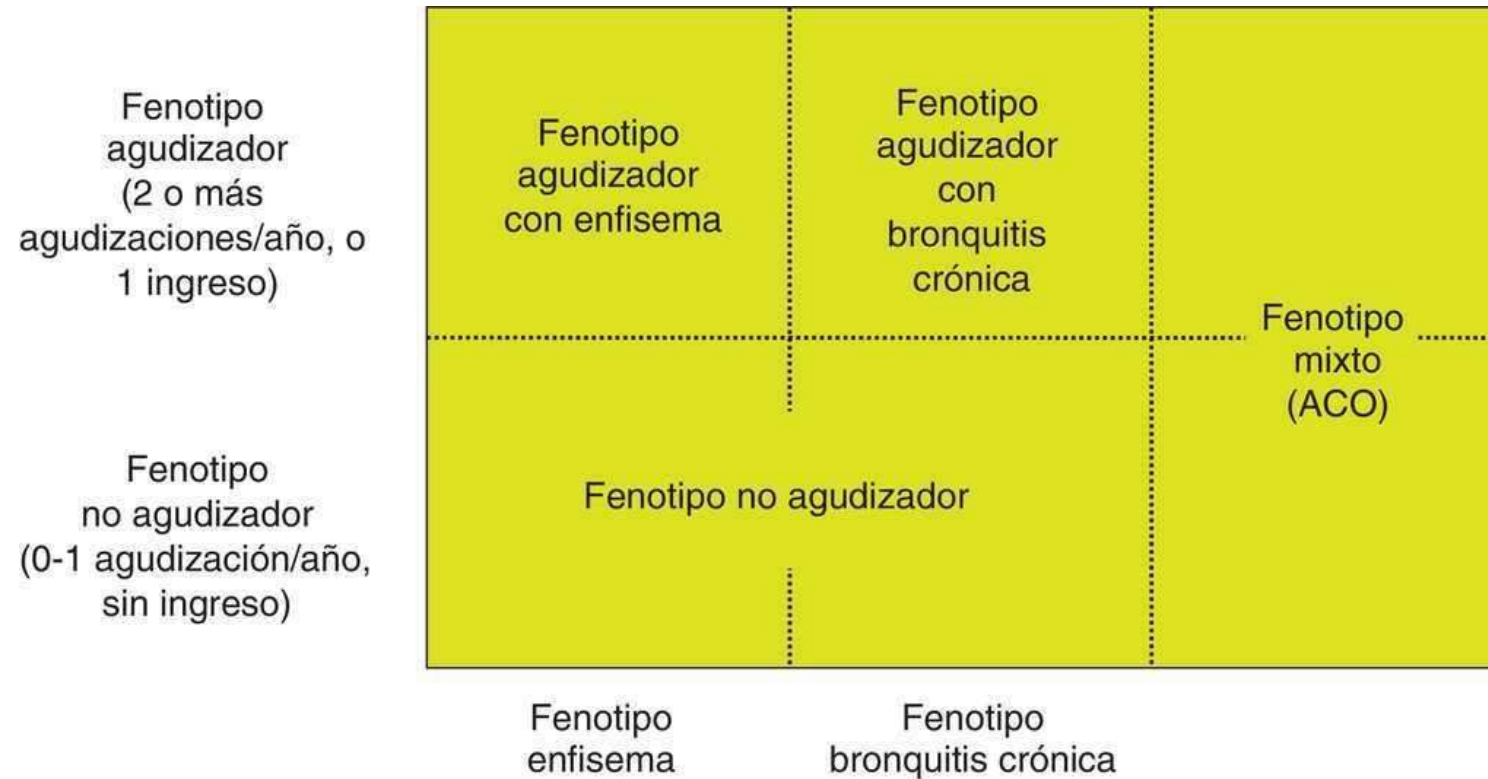 Fenotipo
agudizador
(2 o más
agudizaciones/año, o
1 ingreso)
Fenotipo
agudizador
con enfisema
Fenotipo
agudizador
con
bronquitis
crónica
Fenotipo
mixto
(ACO)
Fenotipo
no agudizador
(0-1 agudización/año,
sin ingreso)
Fenotipo no agudizador
Fenotipo
enfisema
Fenotipo
bronquitis crónica